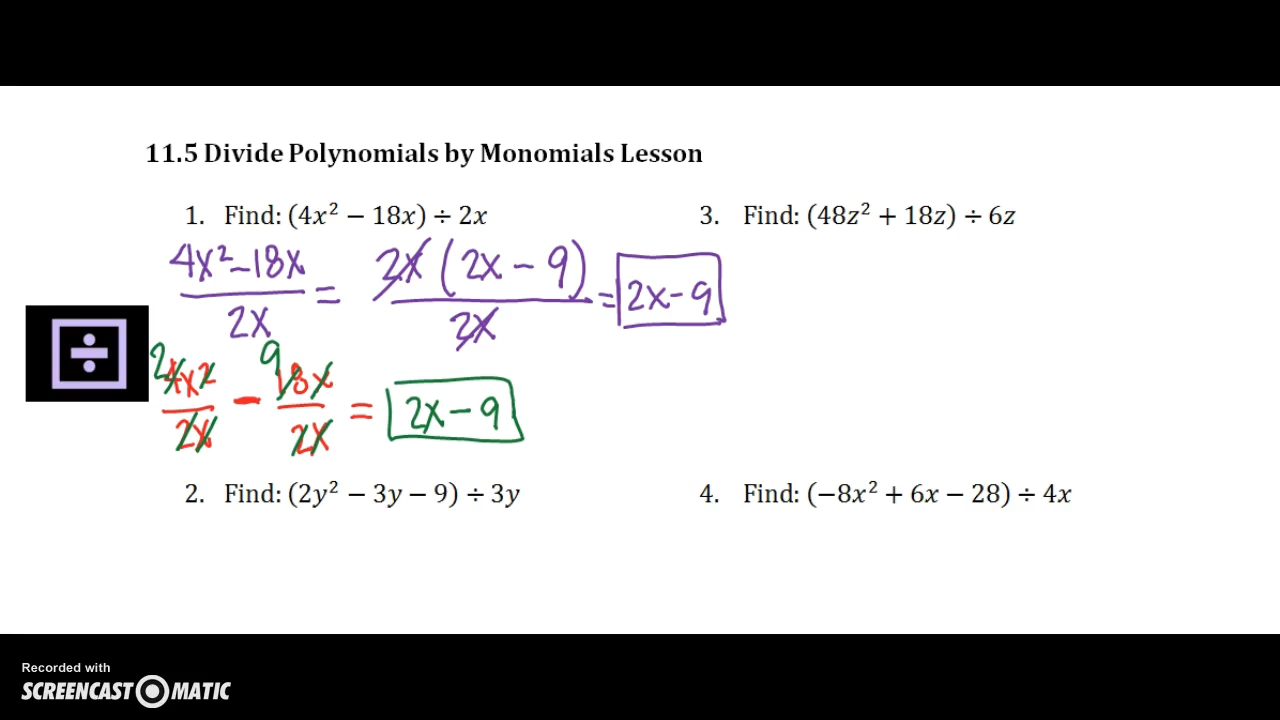 11.5 Divide Polynomials by Monomials Lesson
1. Find: (4x² − 18x) ÷ 2x
4x² − 18x / 2x = 2x (2x − 9) / 2x = 2x − 9
2 4x² / 2x − 9 18x / 2x = 2x − 9
2. Find: (2y² − 3y − 9) ÷ 3y
3. Find: (48z² + 18z) ÷ 6z
4. Find: (−8x² + 6x − 28) ÷ 4x
Recorded with
SCREENCAST O MATIC